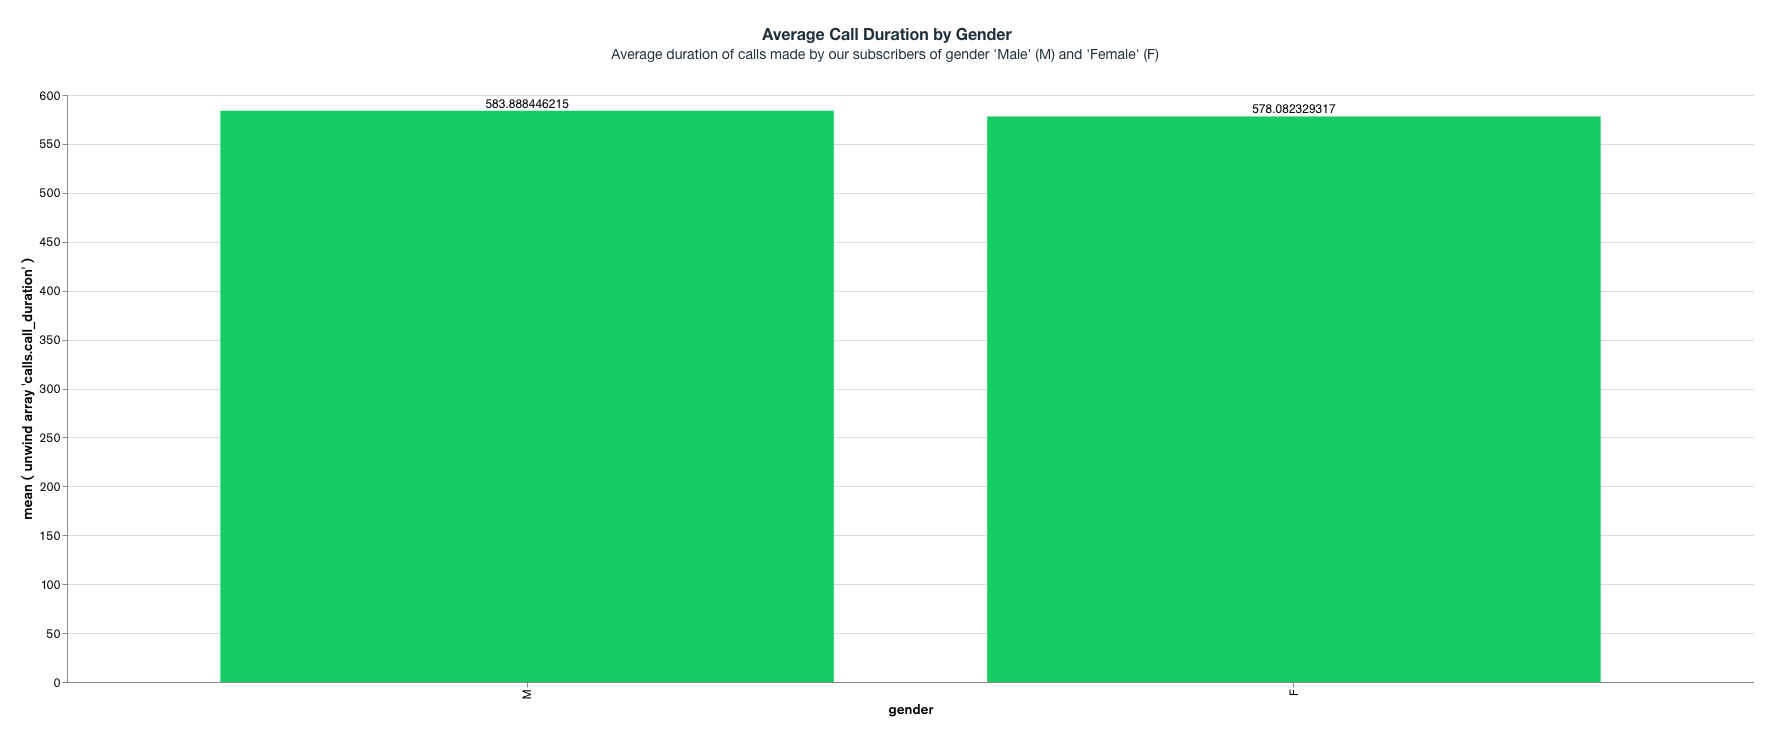 Average Call Duration by Gender
Average duration of calls made by our subscribers of gender 'Male' (M) and 'Female' (F)
mean ( unwind array 'calls.call_duration' )
600
550
500
450
400
350
300
250
200
150
100
50
0
583.888446215
578.082329317
M
F
gender